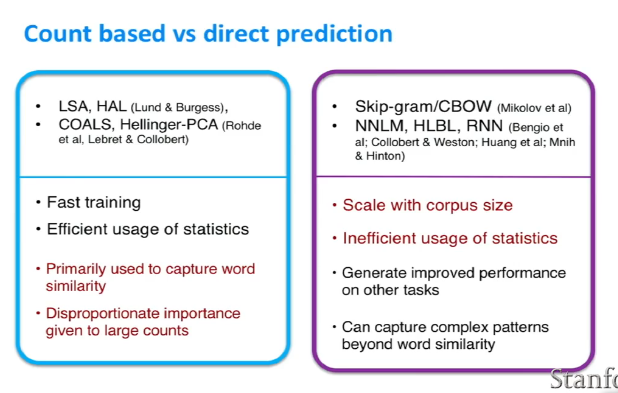 Count based vs direct prediction
• LSA, HAL (Lund & Burgess),
• COALS, Hellinger-PCA (Rohde
et al, Lebret & Collobert)
• Fast training
• Efficient usage of statistics
• Primarily used to capture word
similarity
• Disproportionate importance
given to large counts
• Skip-gram/CBOW (Mikolov et al)
• NNLM, HLBL, RNN (Bengio et
al; Collobert & Weston; Huang et al; Mnih
& Hinton)
• Scale with corpus size
• Inefficient usage of statistics
• Generate improved performance
on other tasks
• Can capture complex patterns
beyond word similarity
Stanfo